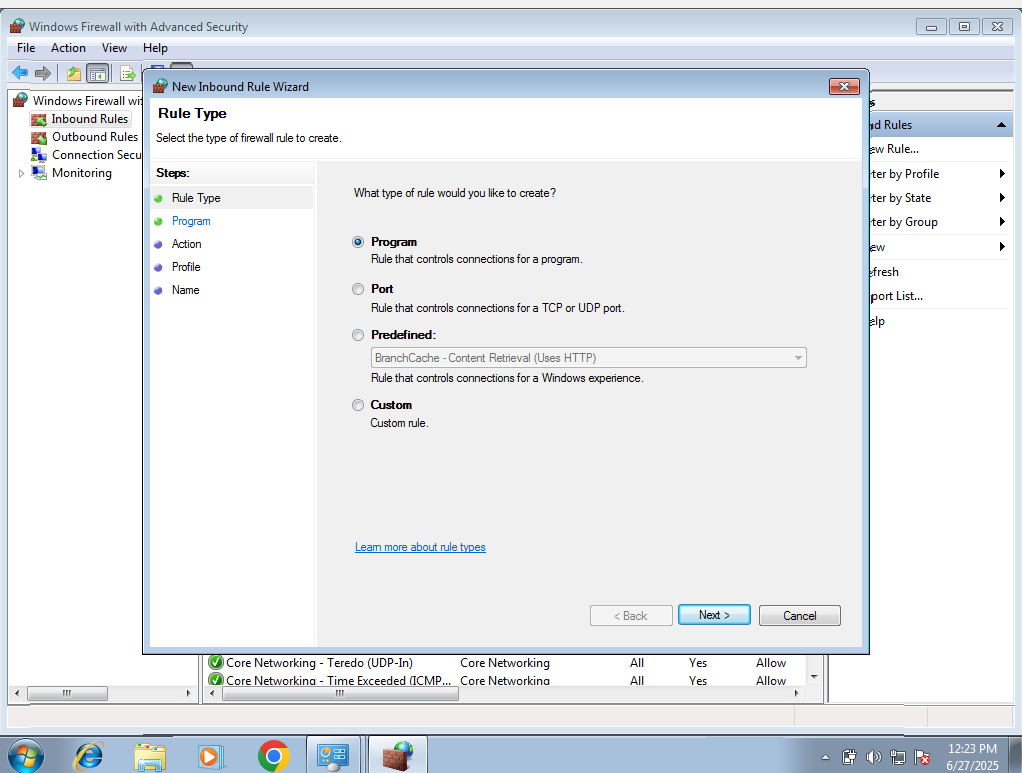 Windows Firewall with Advanced Security
File Action View Help
Windows Firewall wit
Inbound Rules
Outbound Rules
Connection Secu
Monitoring
New Inbound Rule Wizard
Rule Type
Select the type of firewall rule to create.
Steps:
Rule Type
Program
Action
Profile
Name
What type of rule would you like to create?
Program
Rule that controls connections for a program.
Port
Rule that controls connections for a TCP or UDP port.
Predefined:
BranchCache - Content Retrieval (Uses HTTP)
Rule that controls connections for a Windows experience.
Custom
Custom rule.
Learn more about rule types
< Back Next > Cancel
s
d Rules
ew Rule...
ter by Profile
ter by State
ter by Group
ew
efresh
port List...
elp
Core Networking - Teredo (UDP-In) Core Networking All Yes Allow
Core Networking - Time Exceeded (ICMP... Core Networking All Yes Allow
12:23 PM
6/27/2025